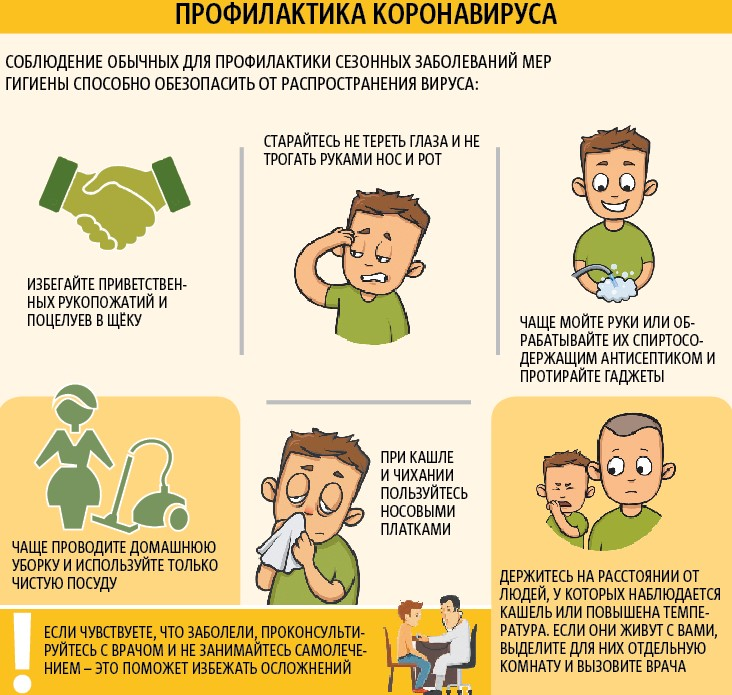 ПРОФИЛАКТИКА КОРОНАВИРУСА
СОБЛЮДЕНИЕ ОБЫЧНЫХ ДЛЯ ПРОФИЛАКТИКИ СЕЗОННЫХ ЗАБОЛЕВАНИЙ МЕР
ГИГИЕНЫ СПОСОБНО ОБЕЗОПАСИТЬ ОТ РАСПРОСТРАНЕНИЯ ВИРУСА:
ИЗБЕГАЙТЕ ПРИВЕТСТВЕН-
НЫХ РУКОПОЖАТИЙ И
ПОЦЕЛУЕВ В ЩЁКУ
СТАРАЙТЕСЬ НЕ ТЕРЕТЬ ГЛАЗА И НЕ
ТРОГАТЬ РУКАМИ НОС И РОТ
ЧАЩЕ МОЙТЕ РУКИ ИЛИ ОБ-
РАБАТЫВАЙТЕ ИХ СПИРТОСО-
ДЕРЖАЩИМ АНТИСЕПТИКОМ И
ПРОТИРАЙТЕ ГАДЖЕТЫ
ЧАЩЕ ПРОВОДИТЕ ДОМАШНЮЮ
УБОРКУ И ИСПОЛЬЗУЙТЕ ТОЛЬКО
ЧИСТУЮ ПОСУДУ
ПРИ КАШЛЕ
И ЧИХАНИИ
ПОЛЬЗУЙТЕСЬ
НОСОВЫМИ
ПЛАТКАМИ
ДЕРЖИТЕСЬ НА РАССТОЯНИИ ОТ
ЛЮДЕЙ, У КОТОРЫХ НАБЛЮДАЕТСЯ
КАШЕЛЬ ИЛИ ПОВЫШЕНА ТЕМПЕ-
РАТУРА. ЕСЛИ ОНИ ЖИВУТ С ВАМИ,
ВЫДЕЛИТЕ ДЛЯ НИХ ОТДЕЛЬНУЮ
КОМНАТУ И ВЫЗОВИТЕ ВРАЧА
!
ЕСЛИ ЧУВСТВУЕТЕ, ЧТО ЗАБОЛЕЛИ, ПРОКОНСУЛЬТИ-
РУЙТЕСЬ С ВРАЧОМ И НЕ ЗАНИМАЙТЕСЬ САМОЛЕЧЕ-
НИЕМ – ЭТО ПОМОЖЕТ ИЗБЕЖАТЬ ОСЛОЖНЕНИЙ